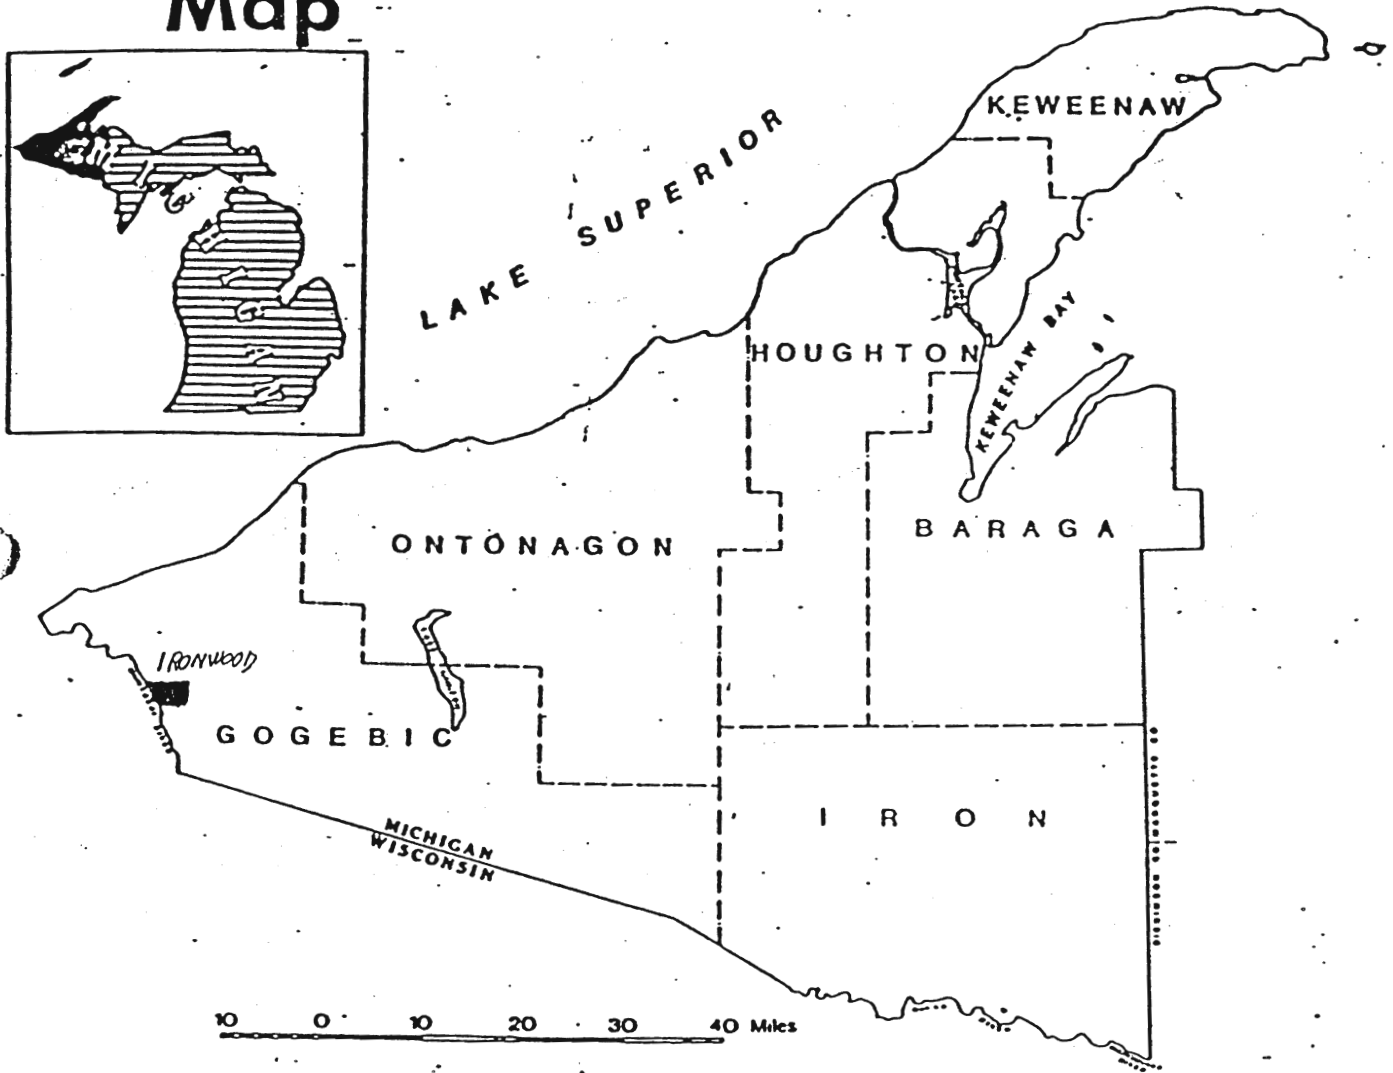 Map
KEWEENAW
LAKE SUPERIOR
KEWEENAW BAY
HOUGHTON
ONTONAGON
BARAGA
IRONWOOD
GOGEBIC
IRON
MICHIGAN
WISCONSIN
10 0 10 20 30 40 Miles